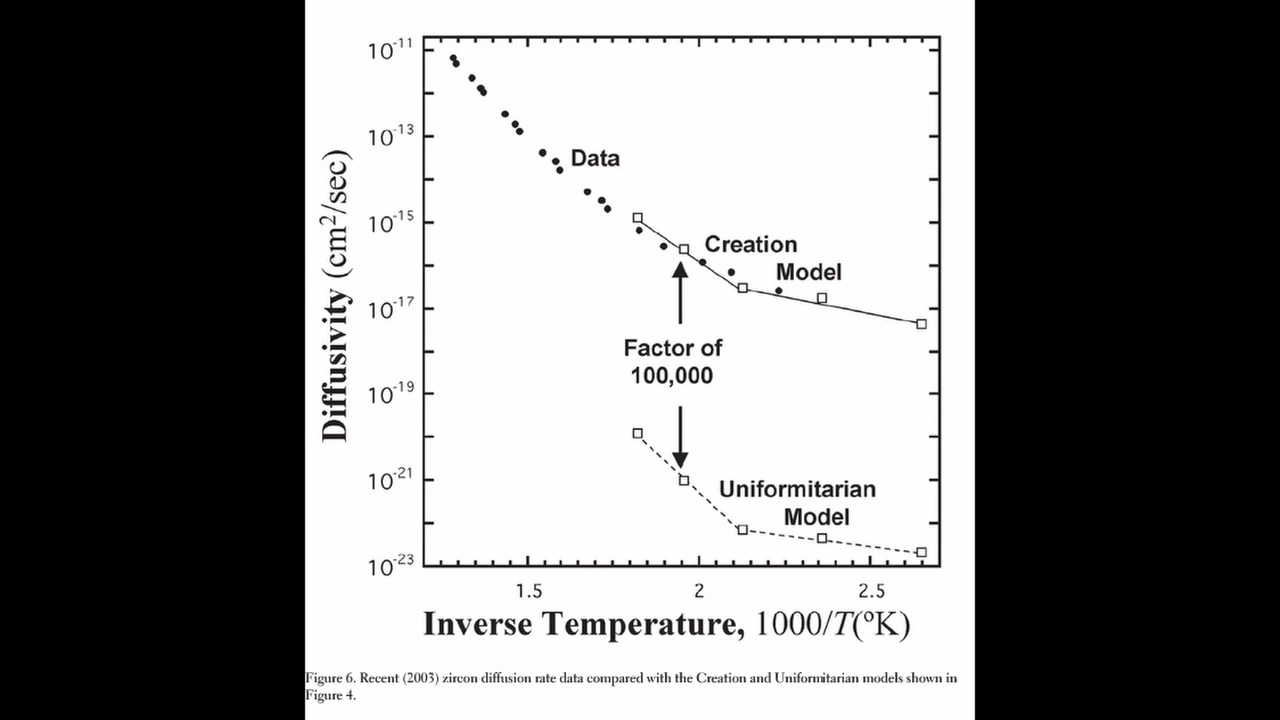 10-11
10-13
10-15
10-17
10-19
10-21
10-23
Diffusivity (cm2/sec)
Data
Creation
Model
Factor of
100,000
Uniformitarian
Model
1.5 2 2.5
Inverse Temperature, 1000/T(°K)
Figure 6. Recent (2003) zircon diffusion rate data compared with the Creation and Uniformitarian models shown in
Figure 4.